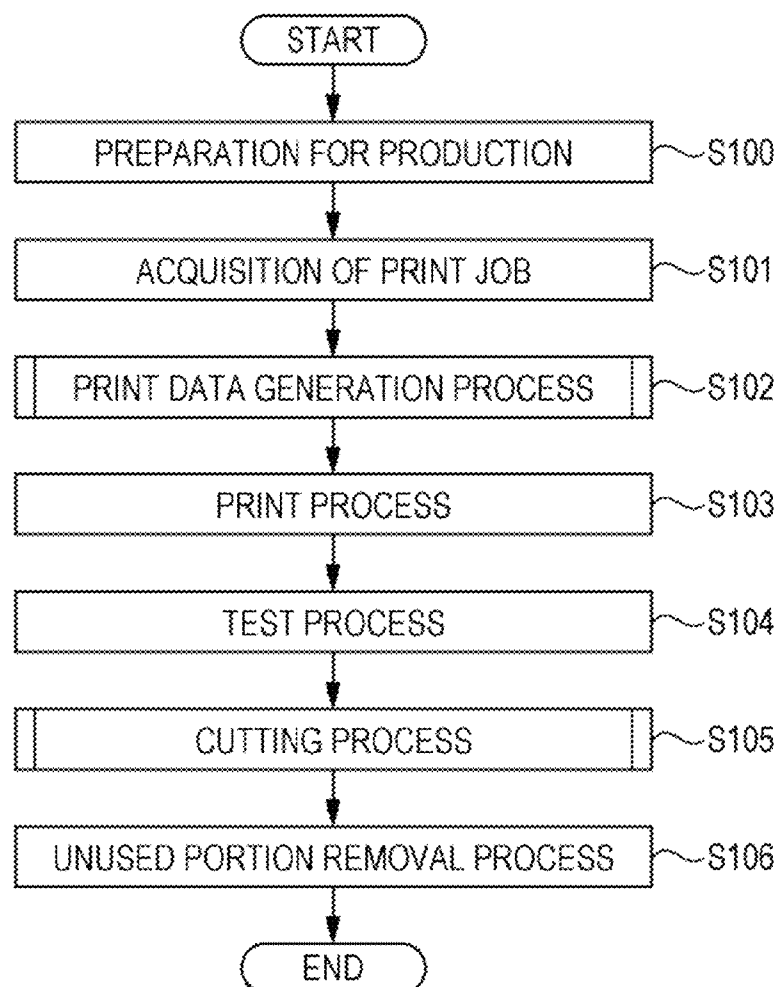 START
PREPARATION FOR PRODUCTION S100
ACQUISITION OF PRINT JOB S101
PRINT DATA GENERATION PROCESS S102
PRINT PROCESS S103
TEST PROCESS S104
CUTTING PROCESS S105
UNUSED PORTION REMOVAL PROCESS S106
END